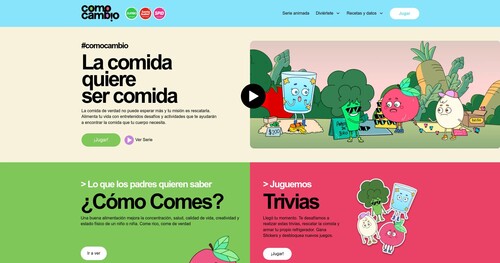 como
cambio
Serie animada
Diviértete
Recetas y datos
Jugar
#comocambio
La comida
quiere
ser comida
La comida de verdad no puede esperar más y tu misión es rescatarla.
Alimenta tu vida con entretenidos desafíos y actividades que te ayudarán
a encontrar la comida que tu cuerpo necesita.
¡Jugar!
Ver Serie
$100
> Lo que los padres quieren saber
¿Cómo Comes?
Una buena alimentación mejora la concentración, salud, calidad de vida, creatividad y
estado físico de un niño o niña. Come rico, come de verdad
Ir a ver
> Juguemos
Trivias
Llegó tu momento. Te desafiamos a
realizar estas trivias, rescatar la comida y
armar tu propio refrigerador. Gana
Stickers y desbloquea nuevos juegos.
¡Jugar!